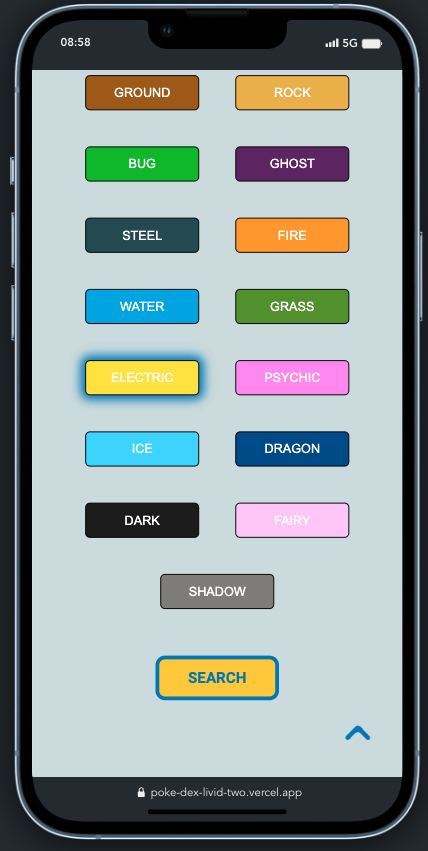 08:58 5G
GROUND ROCK
BUG GHOST
STEEL FIRE
WATER GRASS
ELECTRIC PSYCHIC
ICE DRAGON
DARK FAIRY
SHADOW
SEARCH
poke-dex-livid-two.vercel.app